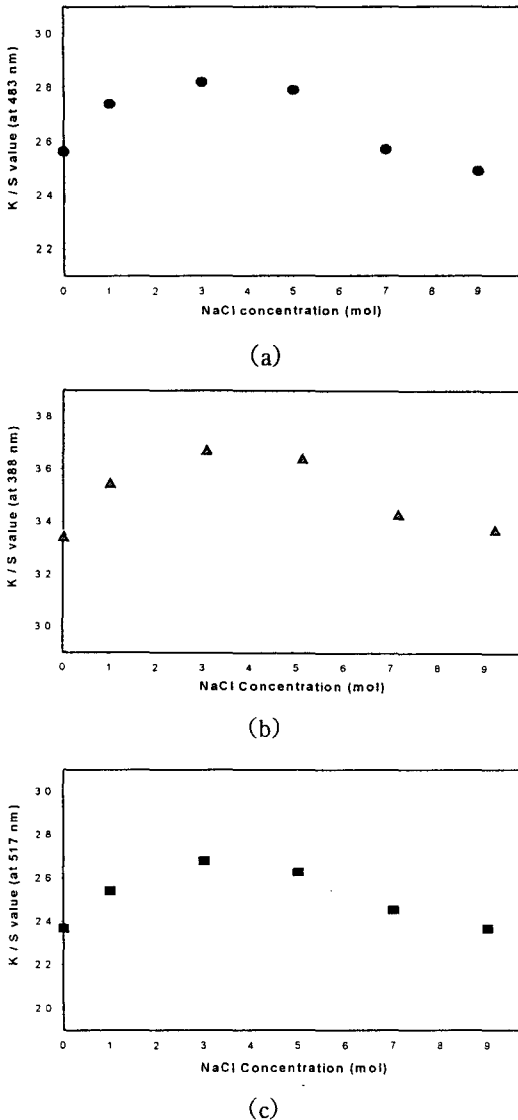 K / S value (at 483 nm)
3 0
2 8
2 6
2 4
2 2
0 1 2 3 4 5 6 7 8 9
NaCl concentration (mol)
(a)
K / S value (at 388 nm)
3 8
3 6
3 4
3 2
3 0
0 1 2 3 4 5 6 7 8 9
NaCl Concentration (mol)
(b)
K / S value (at 517 nm)
3 0
2 8
2 6
2 4
2 2
2 0
0 1 2 3 4 5 6 7 8 9
NaCl Concentration (mol)
(c)